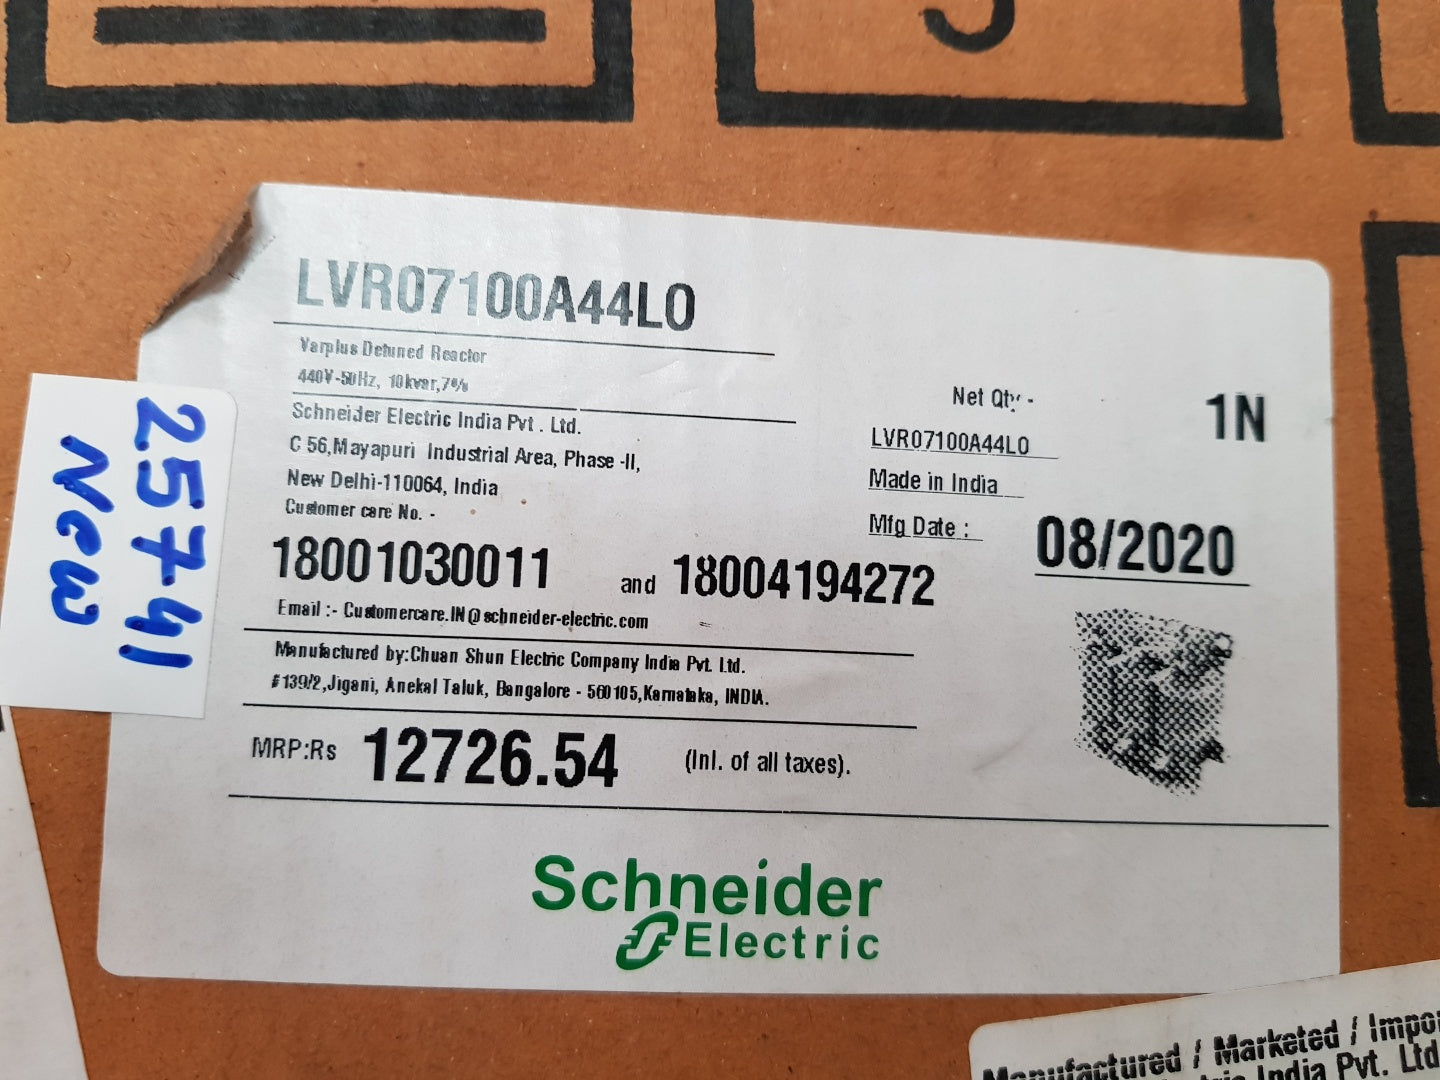 LVR07100A44LO
Varplus Detuned Reactor
440V-50Hz, 10kvar,7%
Schneider Electric India Pvt . Ltd.
C 56,Mayapuri Industrial Area, Phase -II,
New Delhi-110064, India
Customer care No. -
18001030011 and 18004194272
Email :- Customercare.IN@schneider-electric.com
Manufactured by:Chuan Shun Electric Company India Pvt. Ltd.
#139/2,Jigani, Anekal Taluk, Bangalore - 560105,Karnataka, INDIA.
MRP:Rs 12726.54 (Inl. of all taxes).
Net Qty - 1N
LVR07100A44LO
Made in India
Mfg Date : 08/2020
Schneider
Electric
25741
New
Manufactured / Marketed /
India Pvt. Ltd